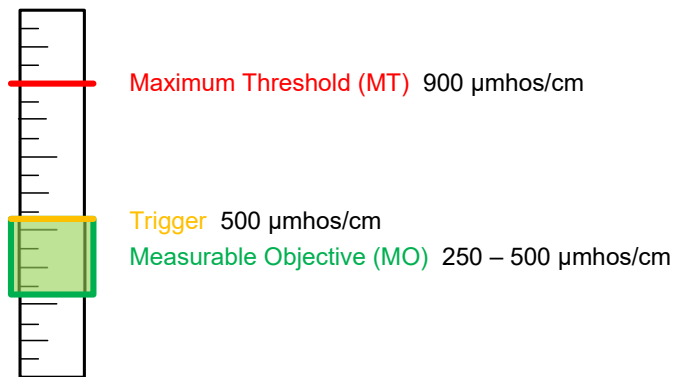 Maximum Threshold (MT) 900 µmhos/cm
Trigger 500 µmhos/cm
Measurable Objective (MO) 250 – 500 µmhos/cm